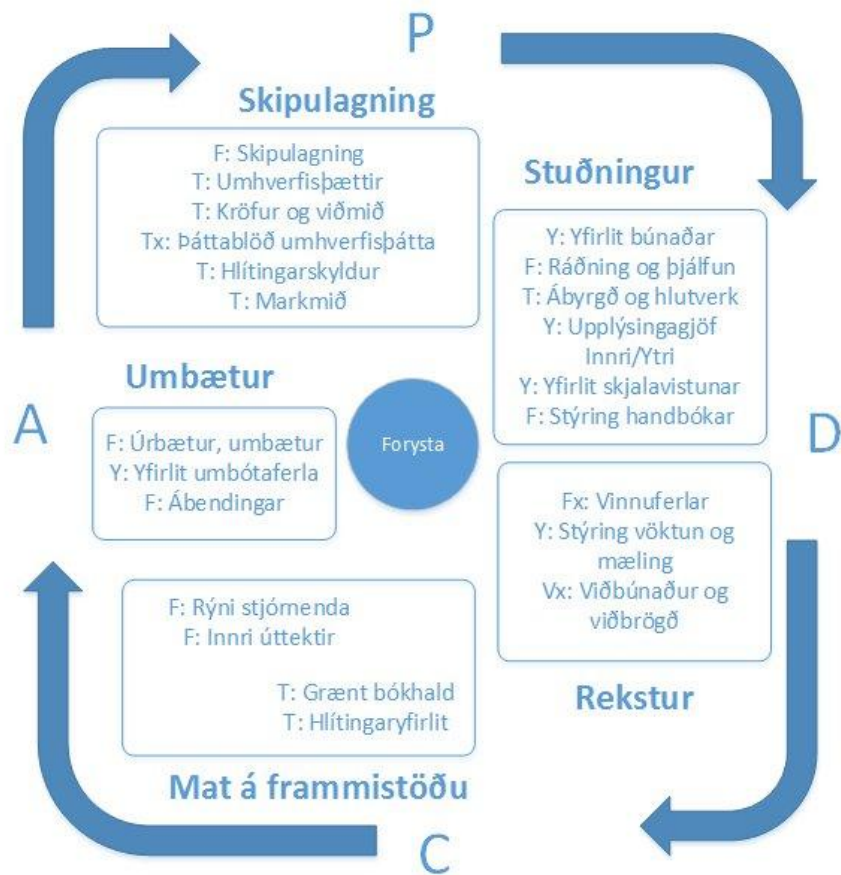 P
Skipulagning
F: Skipulagning
T: Umhverfisþættir
T: Kröfur og viðmið
Tx: Þáttablöð umhverfisþátta
T: Hlítingarskyldur
T: Markmið
Stuðningur
Y: Yfirlit búnaðar
F: Ráðning og þjálfun
T: Ábyrgð og hlutverk
Y: Upplýsingagjöf
Innri/Ytri
Y: Yfirlit skjalavistunar
F: Stýring handbókar
D
Fx: Vinnuferlar
Y: Stýring vöktun og
mæling
Vx: Viðbúnaður og
viðbrögð
Rekstur
Forysta
A
Umbætur
F: Úrbætur, umbætur
Y: Yfirlit umbótaferla
F: Ábendingar
F: Rýni stjórnenda
F: Innri úttektir
T: Grænt bókhald
T: Hlítingaryfirlit
Mat á frammistöðu
C